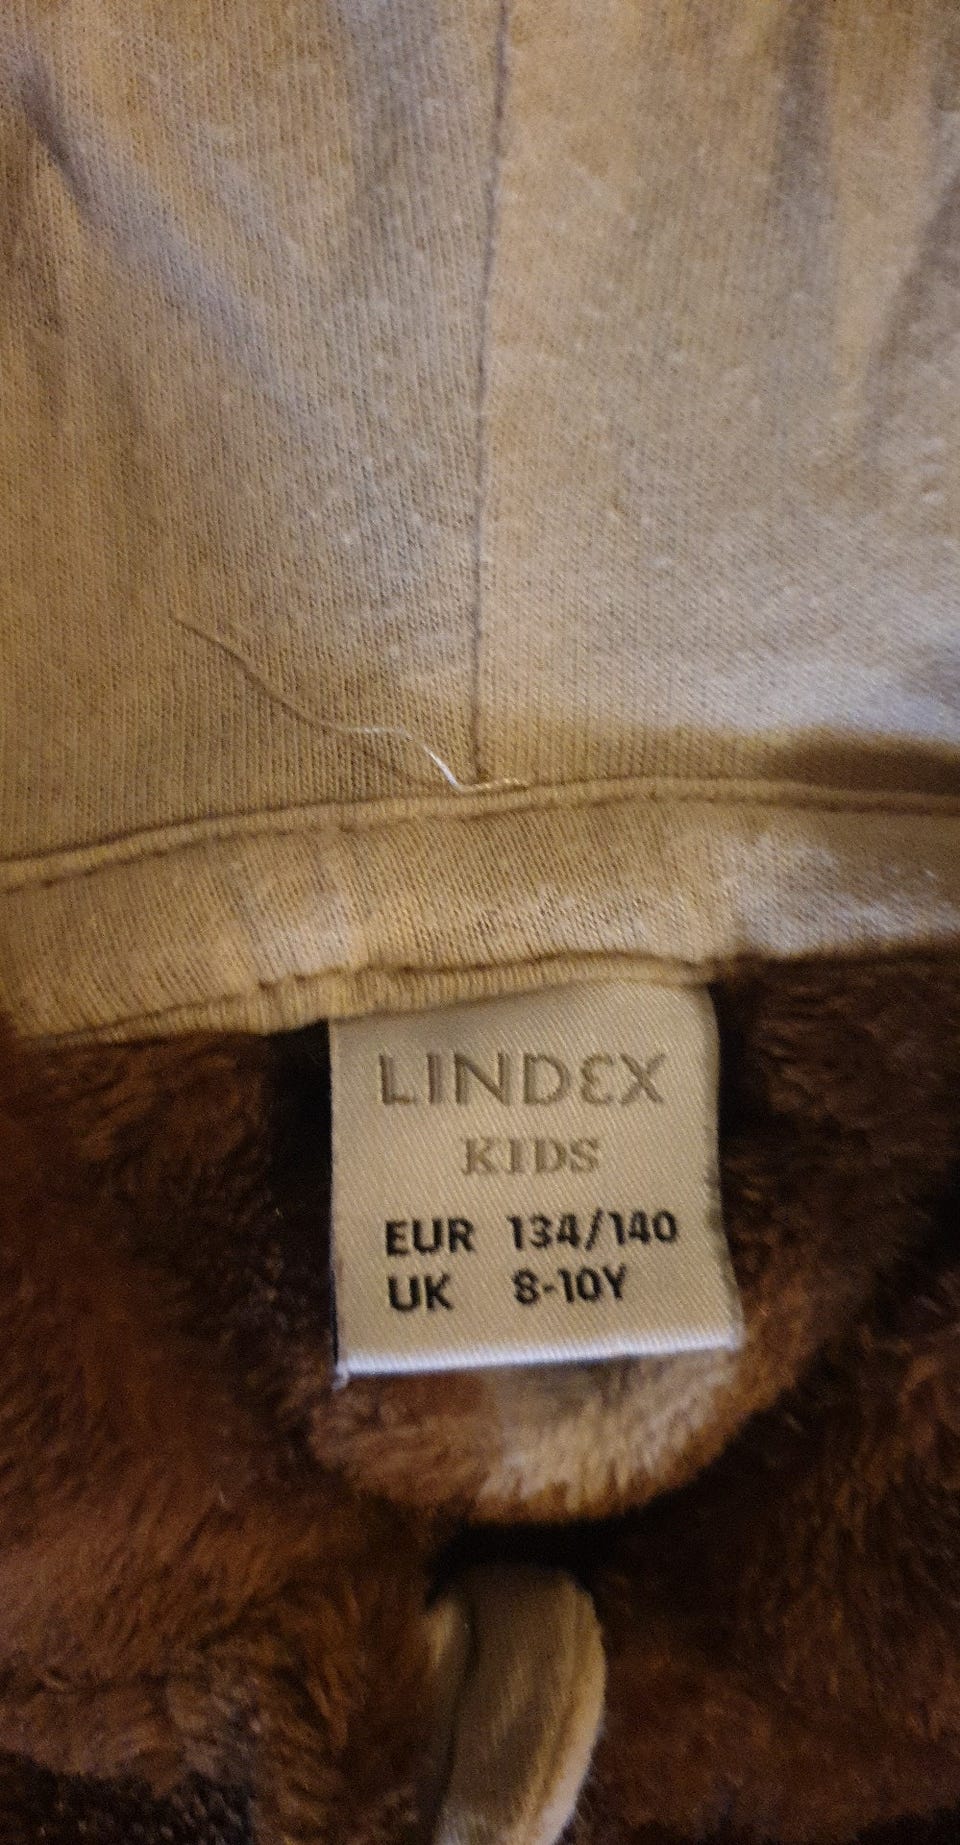 LINDEX
KIDS
EUR 134/140
UK 8-10Y